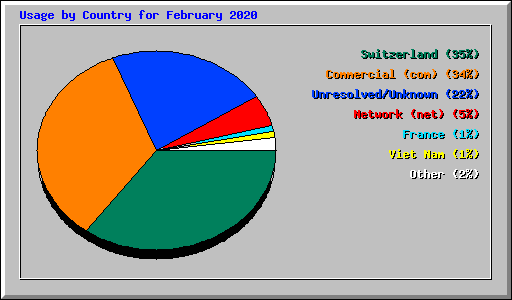 Usage by Country for February 2020
Switzerland (35%)
Commercial (com) (34%)
Unresolved/Unknown (22%)
Network (net) (5%)
France (1%)
Viet Nam (1%)
Other (2%)